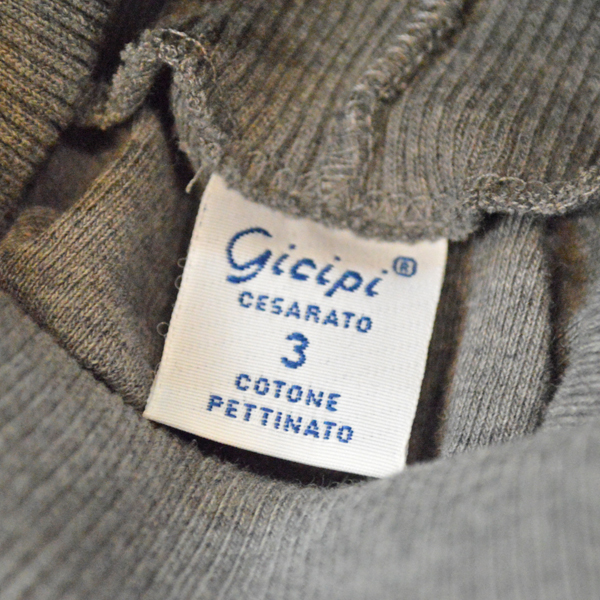 Gicipi®
CESARATO
3
COTONE
PETTINATO